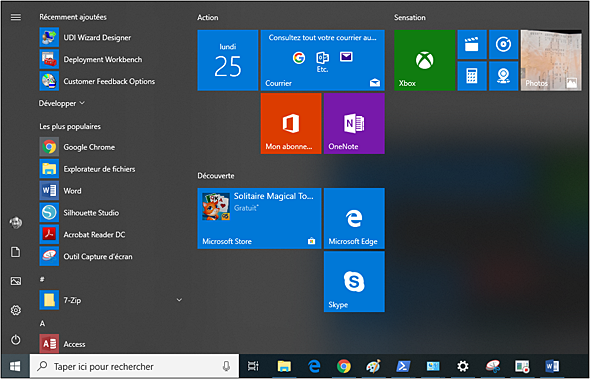 Récemment ajoutées
UDI Wizard Designer
Deployment Workbench
Customer Feedback Options
Développer
Les plus populaires
Google Chrome
Explorateur de fichiers
Word
Silhouette Studio
Acrobat Reader DC
Outil Capture d'écran
#
7-Zip
A
Access
Action
lundi
25
Consultez tout votre courrier au...
Etc.
Courrier
Mon abonne...
OneNote
Découverte
Solitaire Magical To...
Gratuit*
Microsoft Store
Microsoft Edge
Skype
Sensation
Xbox
Photos
Taper ici pour rechercher